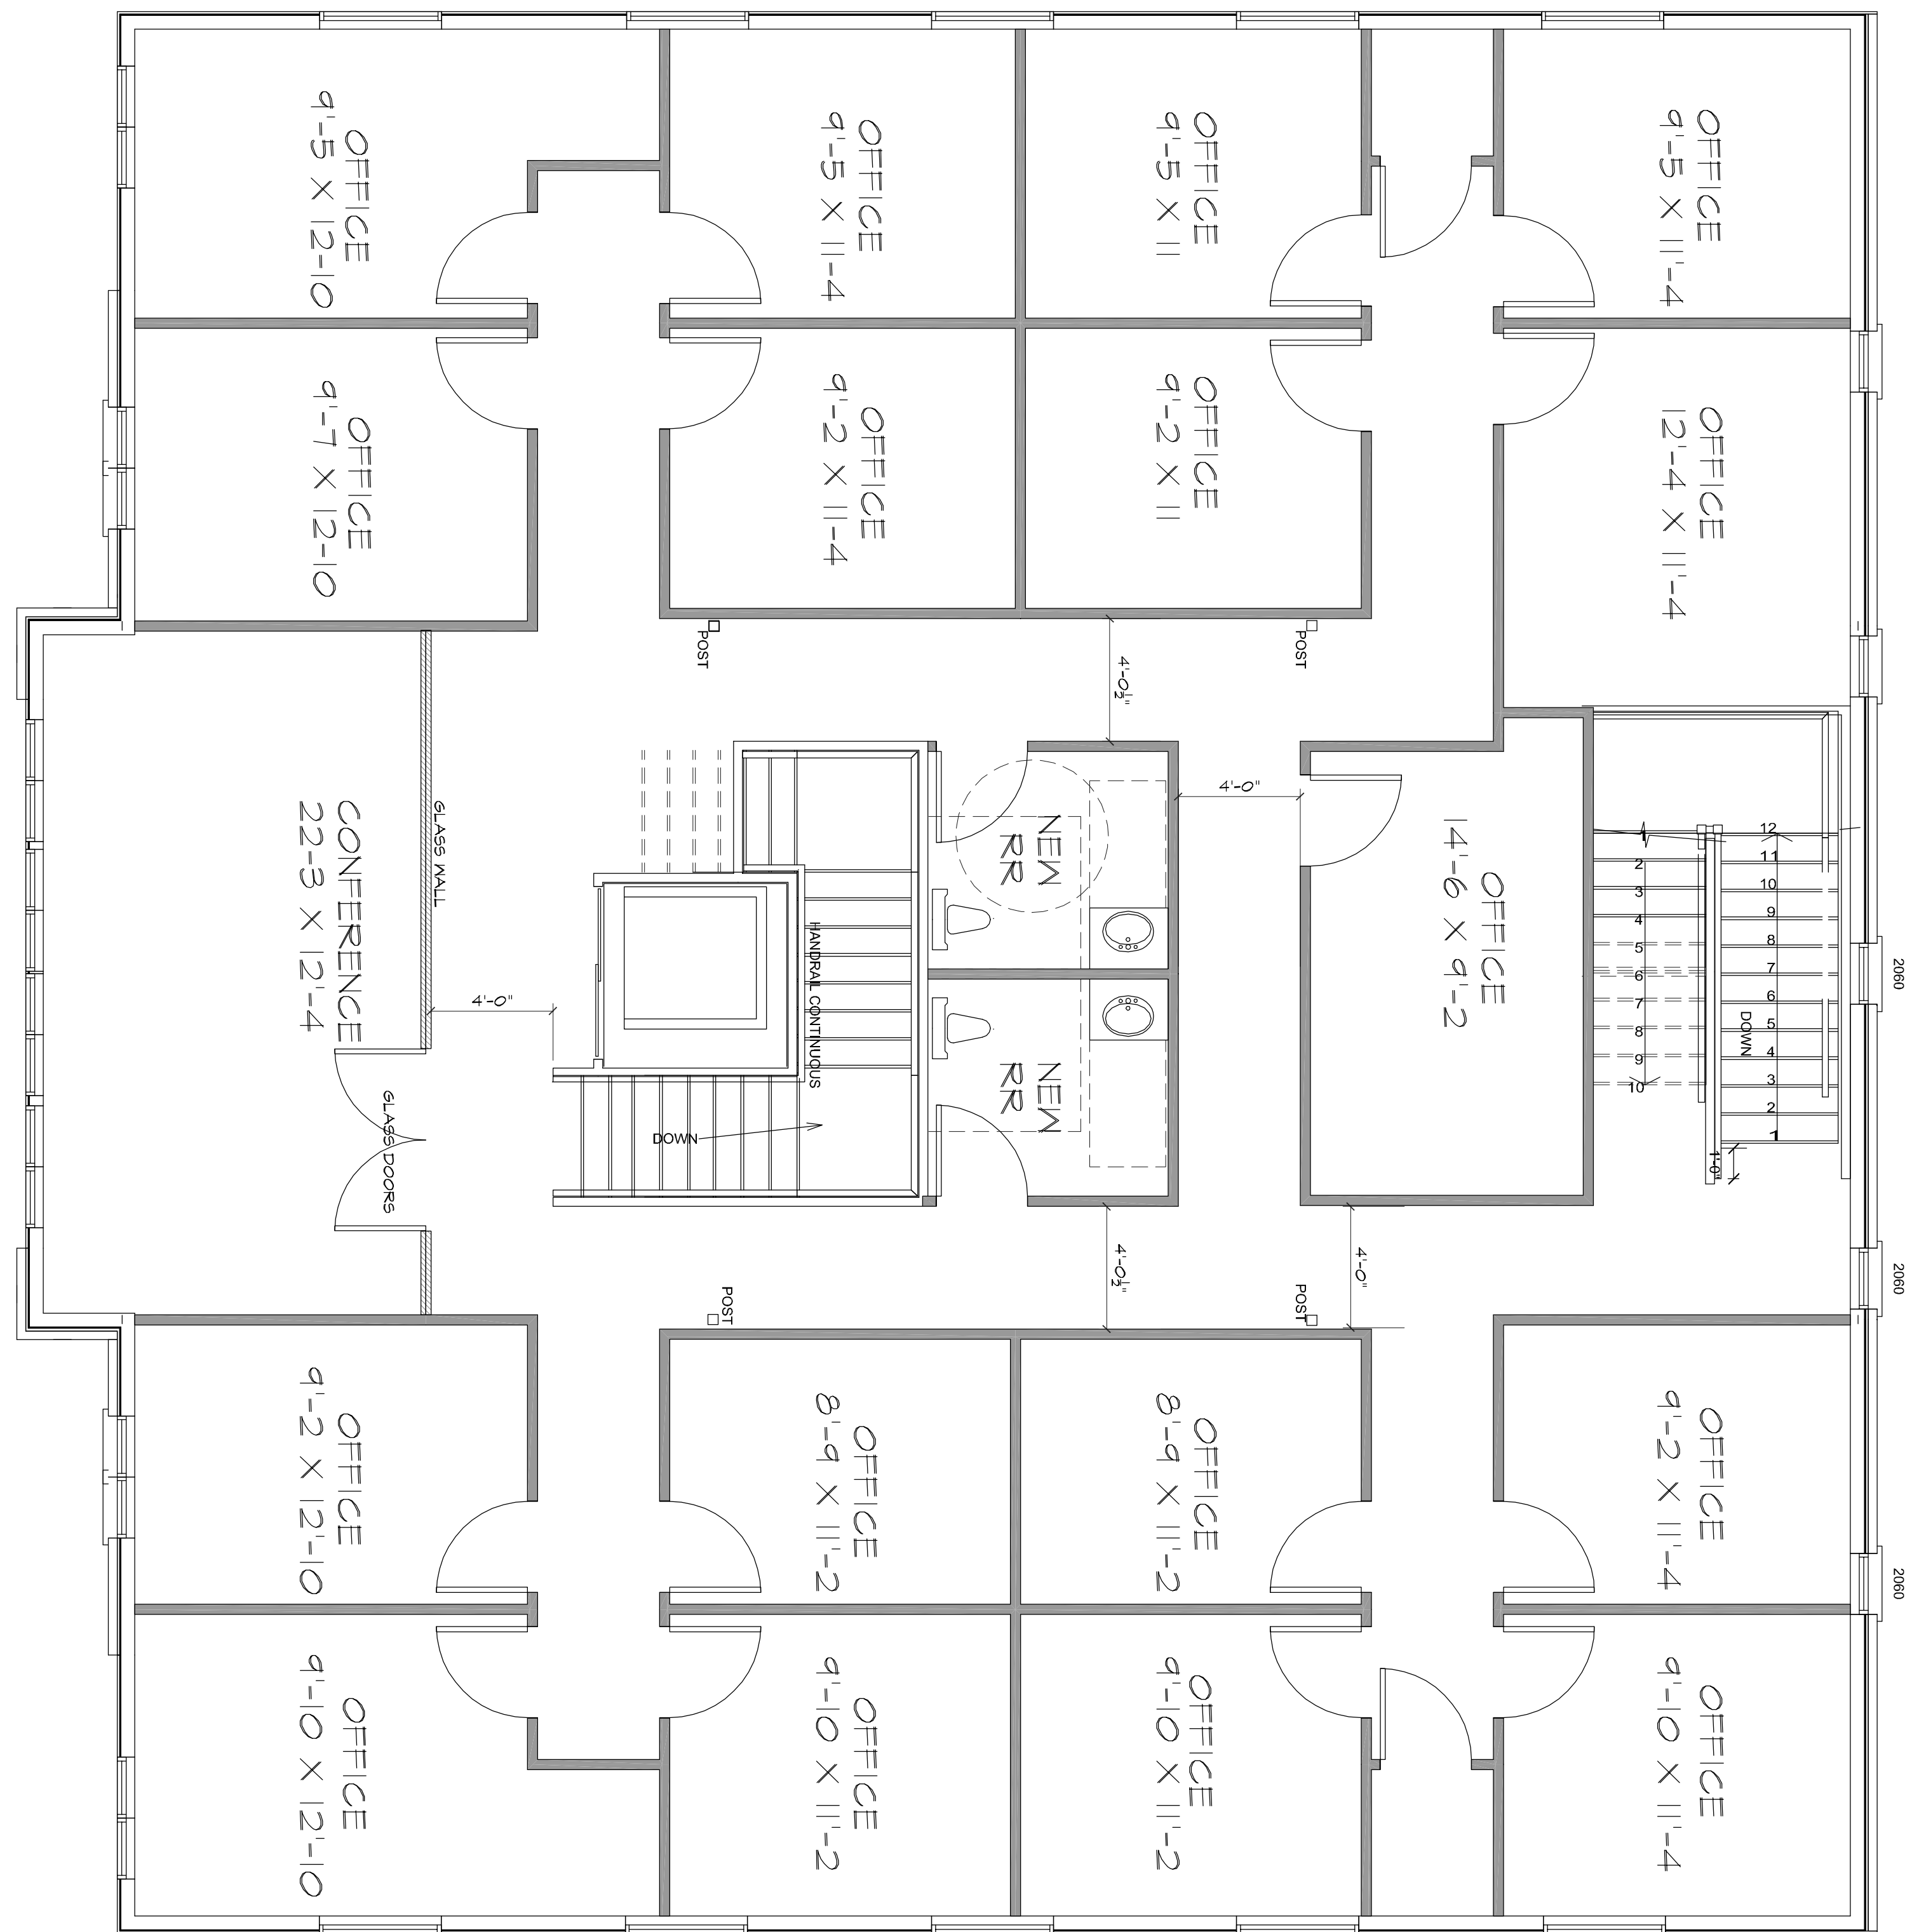 OFFICE
9'-5 X 12-10
OFFICE
9'-5 X 11-4
OFFICE
9'-5 X 11
OFFICE
9'-5 X 11'-4
OFFICE
9'-7 X 12-10
OFFICE
9'-2 X 11-4
OFFICE
9'-2 X 11
OFFICE
12'-4 X 11'-4
POST
POST
4'-0½"
4'-0"
GLASS WALL
CONFERENCE
22-3 X 12'-4
4'-0"
HANDRAIL CONTINUOUS
DOWN
GLASS DOORS
NEW
RR
NEW
RR
OFFICE
14'-6 X 9'-2
1
2
3
4
5
6
7
8
9
10
12
11
10
9
8
7
6
5
4
3
2
1
DOWN
1'-0"
2060
2060
2060
4'-0½"
4'-0"
POST
POST
OFFICE
9'-2 X 12'-10
OFFICE
8'-9 X 11'-2
OFFICE
8'-9 X 11'-2
OFFICE
9'-2 X 11'-4
OFFICE
9'-10 X 12'-10
OFFICE
9'-10 X 11'-2
OFFICE
9'-10 X 11'-2
OFFICE
9'-10 X 11'-4